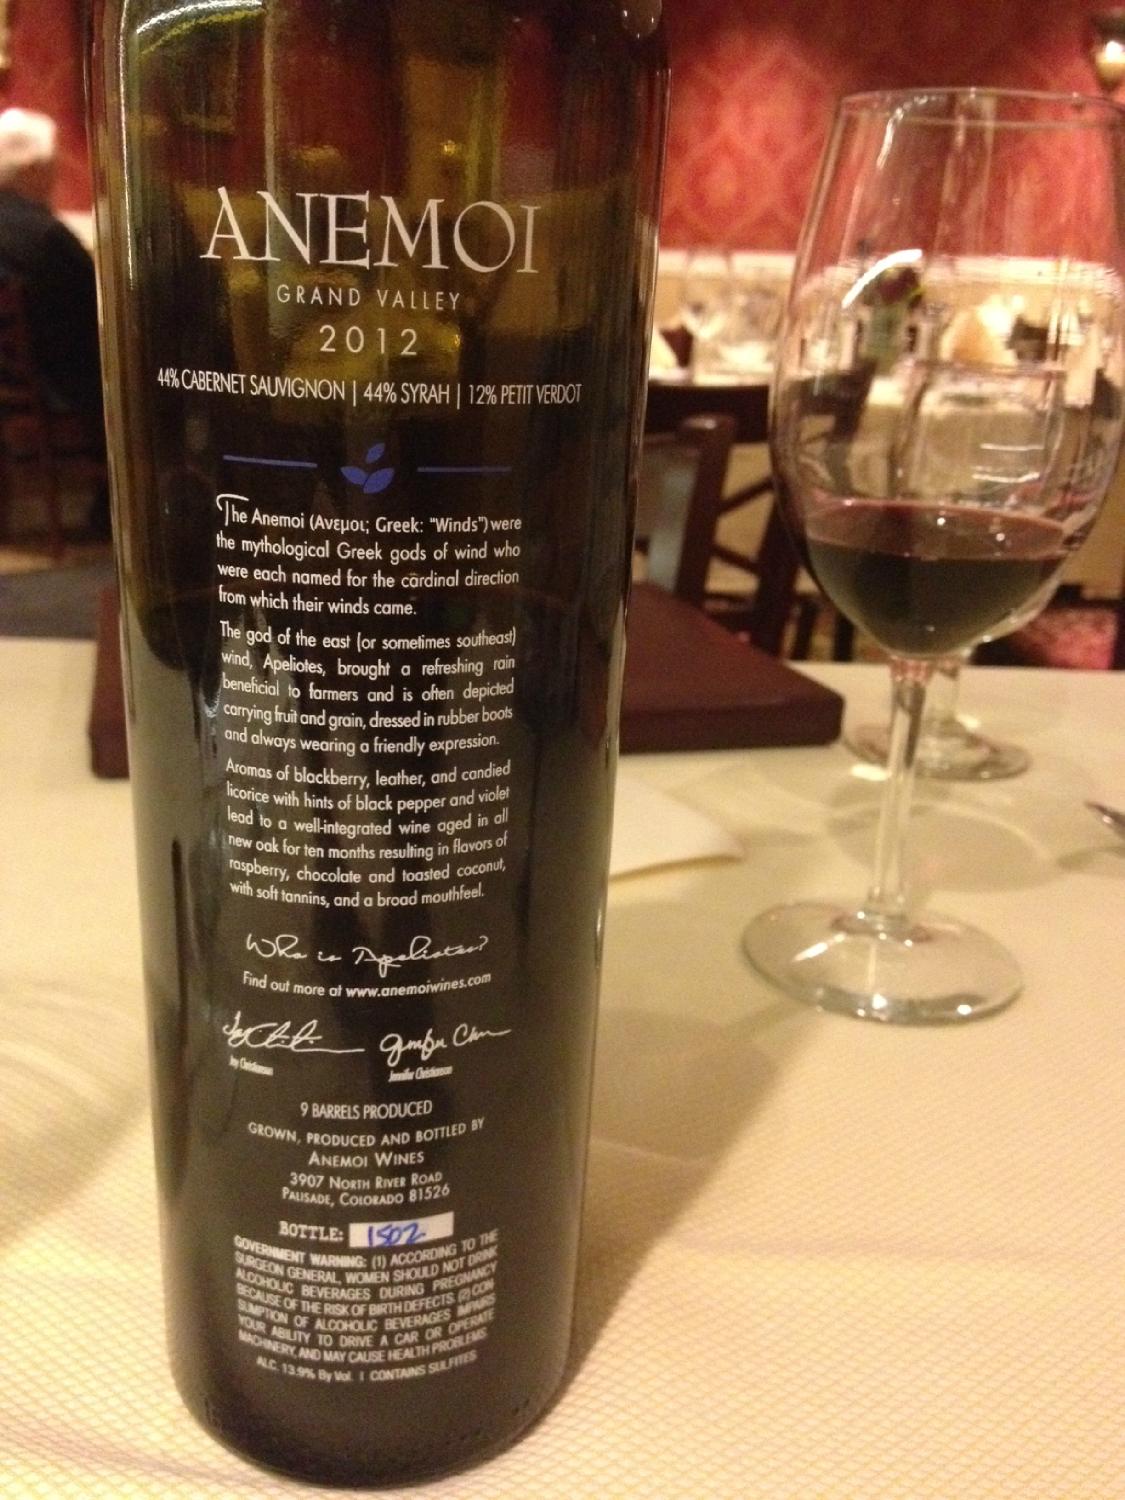 ANEMOI
GRAND VALLEY
2012
44% CABERNET SAUVIGNON | 44% SYRAH | 12% PETIT VERDOT
The Anemoi (Ανεμοι; Greek: "Winds") were
the mythological Greek gods of wind who
were each named for the cardinal direction
from which their winds came.
The god of the east (or sometimes southeast)
wind, Apeliotes, brought a refreshing rain
beneficial to farmers and is often depicted
carrying fruit and grain, dressed in rubber boots
and always wearing a friendly expression.
Aromas of blackberry, leather, and candied
licorice with hints of black pepper and violet
lead to a well-integrated wine aged in all
new oak for ten months resulting in flavors of
raspberry, chocolate and toasted coconut,
with soft tannins, and a broad mouthfeel.
Who is Apeliotes?
Find out more at www.anemoiwines.com
Jay Christianson
Jennifer Christianson
9 BARRELS PRODUCED
GROWN, PRODUCED AND BOTTLED BY
ANEMOI WINES
3907 NORTH RIVER ROAD
PALISADE, COLORADO 81526
BOTTLE: 1502
GOVERNMENT WARNING: (1) ACCORDING TO THE
SURGEON GENERAL, WOMEN SHOULD NOT DRINK
ALCOHOLIC BEVERAGES DURING PREGNANCY
BECAUSE OF THE RISK OF BIRTH DEFECTS. (2) CON
SUMPTION OF ALCOHOLIC BEVERAGES IMPAIRS
YOUR ABILITY TO DRIVE A CAR OR OPERATE
MACHINERY, AND MAY CAUSE HEALTH PROBLEMS.
ALC. 13.9% By Vol. | CONTAINS SULFITES